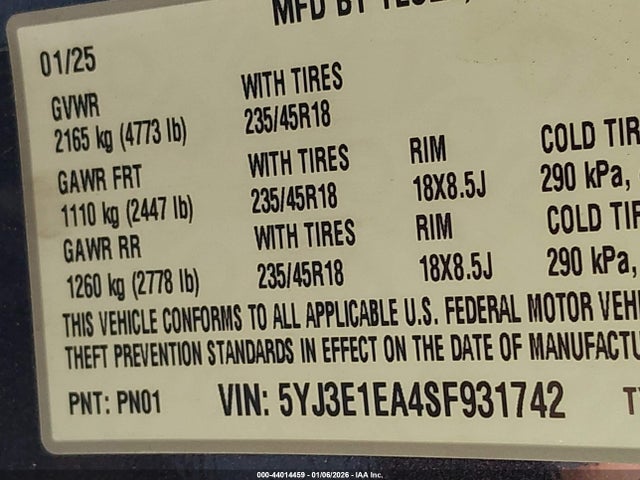 MFD BY TESLA,
01/25
GVWR WITH TIRES
2165 kg (4773 lb) 235/45R18
GAWR FRT WITH TIRES RIM COLD TIR
1110 kg (2447 lb) 235/45R18 18X8.5J 290 kPa,
GAWR RR WITH TIRES RIM COLD TIR
1260 kg (2778 lb) 235/45R18 18X8.5J 290 kPa,
THIS VEHICLE CONFORMS TO ALL APPLICABLE U.S. FEDERAL MOTOR VEHI
THEFT PREVENTION STANDARDS IN EFFECT ON THE DATE OF MANUFACTU
PNT: PN01 VIN: 5YJ3E1EA4SF931742 TY
000-44014459 - 01/06/2026 - IAA Inc.